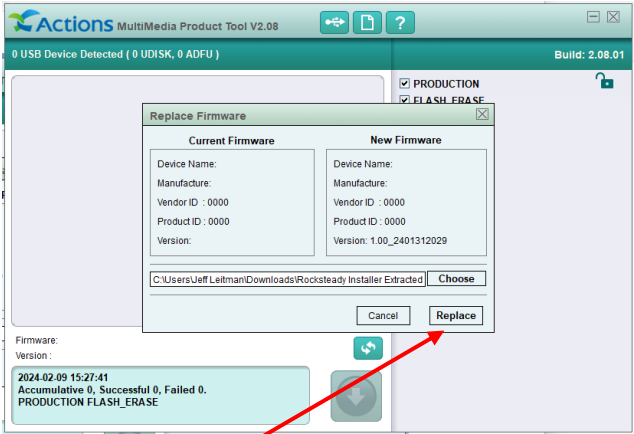 Actions MultiMedia Product Tool V2.08
?
0 USB Device Detected ( 0 UDISK, 0 ADFU )
Build: 2.08.01
PRODUCTION
FLASH_ERASE
Replace Firmware
Current Firmware
New Firmware
Device Name:
Device Name:
Manufacture:
Manufacture:
Vendor ID : 0000
Vendor ID : 0000
Product ID : 0000
Product ID : 0000
Version:
Version: 1.00_2401312029
C:\Users\Jeff Leitman\Downloads\Rocksteady Installer Extracted
Choose
Cancel
Replace
Firmware:
Version :
2024-02-09 15:27:41
Accumulative 0, Successful 0, Failed 0.
PRODUCTION FLASH_ERASE